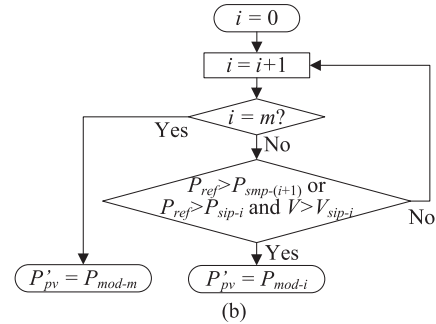 i = 0
i = i+1
i = m?
Yes
No
P_ref>P_smp-(i+1) or
P_ref>P_sip-i and V>V_sip-i
No
Yes
P'_pv = P_mod-m
P'_pv = P_mod-i
(b)